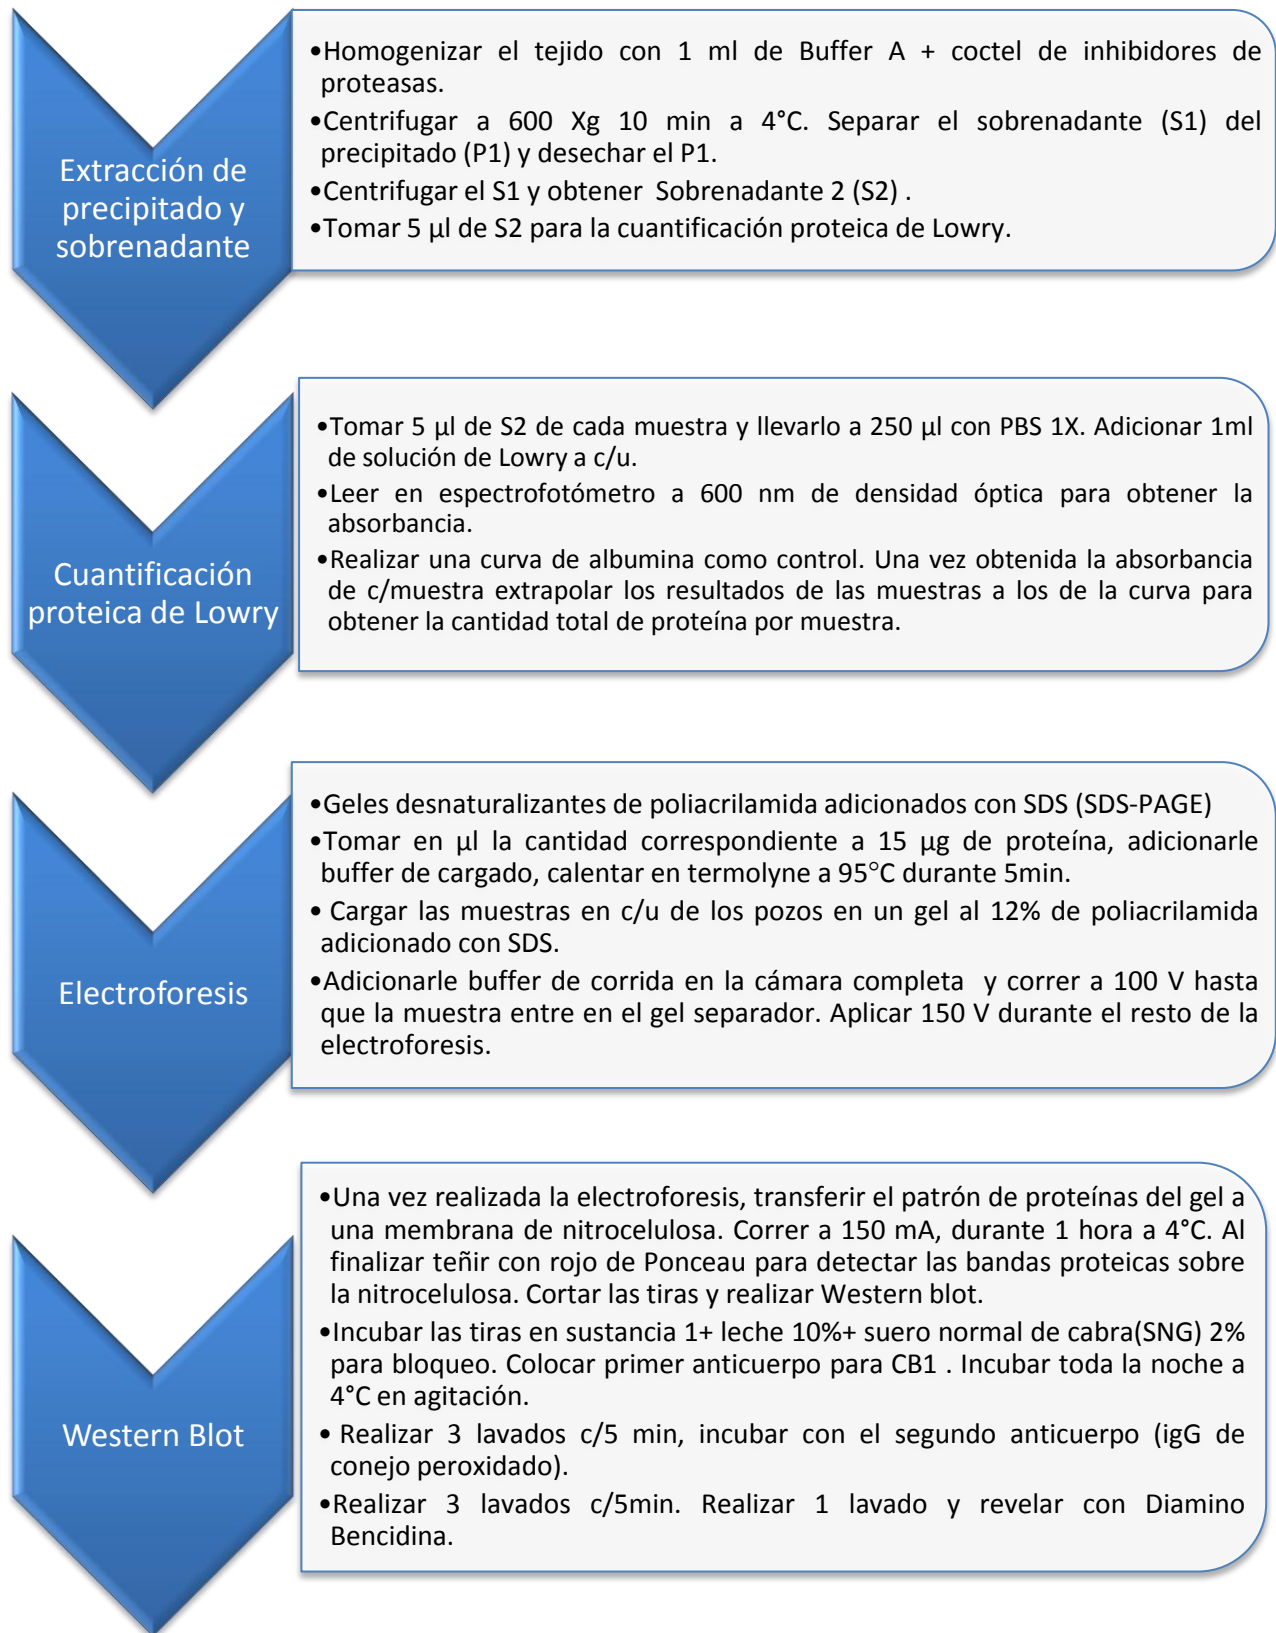 Extracción de
precipitado y
sobrenadante
•Homogenizar el tejido con 1 ml de Buffer A + coctel de inhibidores de
proteasas.
•Centrifugar a 600 Xg 10 min a 4°C. Separar el sobrenadante (S1) del
precipitado (P1) y desechar el P1.
•Centrifugar el S1 y obtener Sobrenadante 2 (S2) .
•Tomar 5 µl de S2 para la cuantificación proteica de Lowry.
Cuantificación
proteica de Lowry
•Tomar 5 µl de S2 de cada muestra y llevarlo a 250 µl con PBS 1X. Adicionar 1ml
de solución de Lowry a c/u.
•Leer en espectrofotómetro a 600 nm de densidad óptica para obtener la
absorbancia.
•Realizar una curva de albumina como control. Una vez obtenida la absorbancia
de c/muestra extrapolar los resultados de las muestras a los de la curva para
obtener la cantidad total de proteína por muestra.
Electroforesis
•Geles desnaturalizantes de poliacrilamida adicionados con SDS (SDS-PAGE)
•Tomar en µl la cantidad correspondiente a 15 µg de proteína, adicionarle
buffer de cargado, calentar en termolyne a 95°C durante 5min.
• Cargar las muestras en c/u de los pozos en un gel al 12% de poliacrilamida
adicionado con SDS.
•Adicionarle buffer de corrida en la cámara completa y correr a 100 V hasta
que la muestra entre en el gel separador. Aplicar 150 V durante el resto de la
electroforesis.
Western Blot
•Una vez realizada la electroforesis, transferir el patrón de proteínas del gel a
una membrana de nitrocelulosa. Correr a 150 mA, durante 1 hora a 4°C. Al
finalizar teñir con rojo de Ponceau para detectar las bandas proteicas sobre
la nitrocelulosa. Cortar las tiras y realizar Western blot.
•Incubar las tiras en sustancia 1+ leche 10%+ suero normal de cabra(SNG) 2%
para bloqueo. Colocar primer anticuerpo para CB1 . Incubar toda la noche a
4°C en agitación.
• Realizar 3 lavados c/5 min, incubar con el segundo anticuerpo (igG de
conejo peroxidado).
•Realizar 3 lavados c/5min. Realizar 1 lavado y revelar con Diamino
Bencidina.